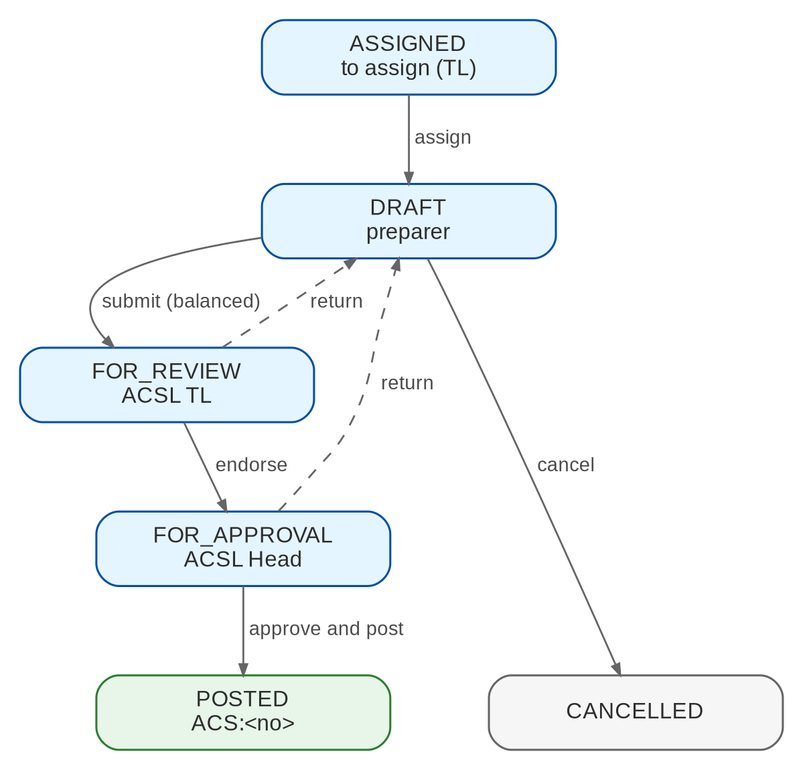 ASSIGNED
to assign (TL)
assign
DRAFT
preparer
submit (balanced)
return
FOR_REVIEW
ACSL TL
return
endorse
cancel
FOR_APPROVAL
ACSL Head
approve and post
POSTED
ACS:<no>
CANCELLED